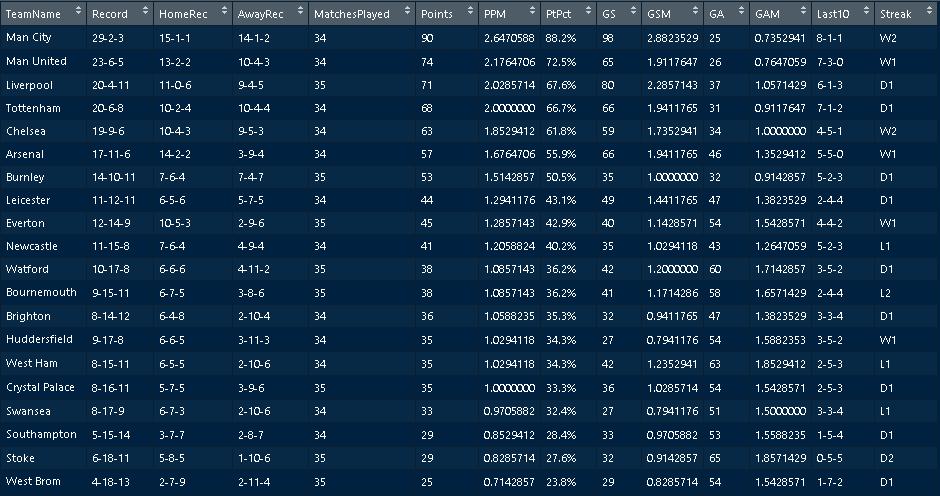 TeamName Record HomeRec AwayRec MatchesPlayed Points PPM PtPct GS GSM GA GAM Last10 Streak
Man City 29-2-3 15-1-1 14-1-2 34 90 2.6470588 88.2% 98 2.8823529 25 0.7352941 8-1-1 W2
Man United 23-6-5 13-2-2 10-4-3 34 74 2.1764706 72.5% 65 1.9117647 26 0.7647059 7-3-0 W1
Liverpool 20-4-11 11-0-6 9-4-5 35 71 2.0285714 67.6% 80 2.2857143 37 1.0571429 6-1-3 D1
Tottenham 20-6-8 10-2-4 10-4-4 34 68 2.0000000 66.7% 66 1.9411765 31 0.9117647 7-1-2 D1
Chelsea 19-9-6 10-4-3 9-5-3 34 63 1.8529412 61.8% 59 1.7352941 34 1.0000000 4-5-1 W2
Arsenal 17-11-6 14-2-2 3-9-4 34 57 1.6764706 55.9% 66 1.9411765 46 1.3529412 5-5-0 W1
Burnley 14-10-11 7-6-4 7-4-7 35 53 1.5142857 50.5% 35 1.0000000 32 0.9142857 5-2-3 D1
Leicester 11-12-11 6-5-6 5-7-5 34 44 1.2941176 43.1% 49 1.4411765 47 1.3823529 2-4-4 D1
Everton 12-14-9 10-5-3 2-9-6 35 45 1.2857143 42.9% 40 1.1428571 54 1.5428571 4-4-2 W1
Newcastle 11-15-8 7-6-4 4-9-4 34 41 1.2058824 40.2% 35 1.0294118 43 1.2647059 5-2-3 L1
Watford 10-17-8 6-6-6 4-11-2 35 38 1.0857143 36.2% 42 1.2000000 60 1.7142857 3-5-2 D1
Bournemouth 9-15-11 6-7-5 3-8-6 35 38 1.0857143 36.2% 41 1.1714286 58 1.6571429 2-4-4 L2
Brighton 8-14-12 6-4-8 2-10-4 34 36 1.0588235 35.3% 32 0.9411765 47 1.3823529 3-3-4 D1
Huddersfield 9-17-8 6-6-5 3-11-3 34 35 1.0294118 34.3% 27 0.7941176 54 1.5882353 3-5-2 W1
West Ham 8-15-11 6-5-5 2-10-6 34 35 1.0294118 34.3% 42 1.2352941 63 1.8529412 2-5-3 L1
Crystal Palace 8-16-11 5-7-5 3-9-6 35 35 1.0000000 33.3% 36 1.0285714 54 1.5428571 2-5-3 D1
Swansea 8-17-9 6-7-3 2-10-6 34 33 0.9705882 32.4% 27 0.7941176 51 1.5000000 3-3-4 L1
Southampton 5-15-14 3-7-7 2-8-7 34 29 0.8529412 28.4% 33 0.9705882 53 1.5588235 1-5-4 D1
Stoke 6-18-11 5-8-5 1-10-6 35 29 0.8285714 27.6% 32 0.9142857 65 1.8571429 0-5-5 D2
West Brom 4-18-13 2-7-9 2-11-4 35 25 0.7142857 23.8% 29 0.8285714 54 1.5428571 1-7-2 D1